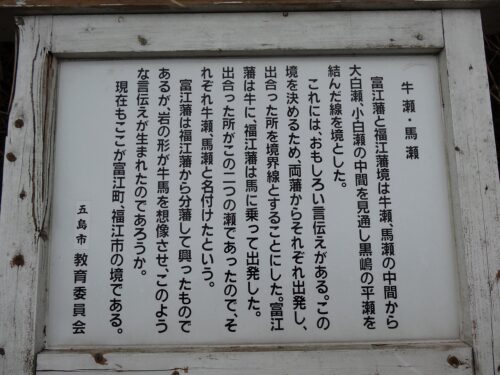 牛瀬・馬瀬
富江藩と福江藩境は牛瀬、馬瀬の中間から
大白瀬、小白瀬の中間を見通し黒嶋の平瀬を
結んだ線を境とした。
これには、おもしろい言伝えがある。この
境を決めるため、両藩からそれぞれ出発し、
出合った所を境界線とすることにした。富江
藩は牛に、福江藩は馬に乗って出発した。
出合った所がこの二つの瀬であったので、そ
れぞれ牛瀬、馬瀬と名付けたという。
富江藩は福江藩から分藩して興ったもので
あるが、岩の形が牛馬を想像させ、このよう
な言伝えが生まれたのであろうか。
現在もここが富江町、福江市の境である。
五島市 教育委員会